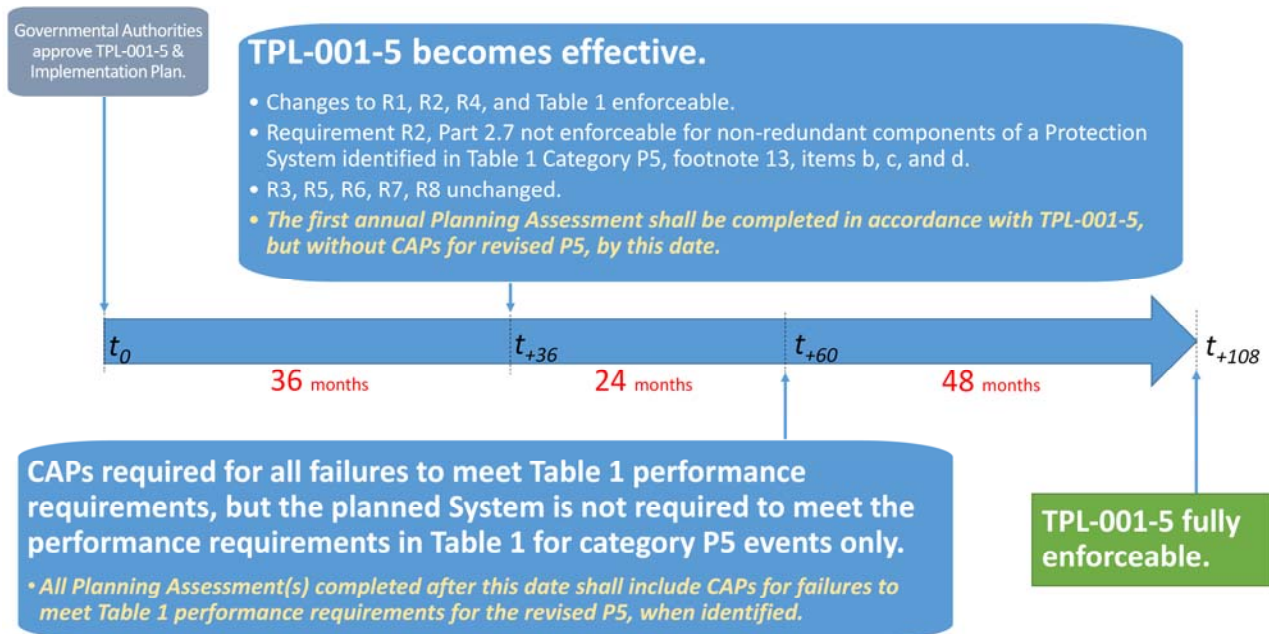 Governmental Authorities
approve TPL-001-5 &
Implementation Plan.
TPL-001-5 becomes effective.
• Changes to R1, R2, R4, and Table 1 enforceable.
• Requirement R2, Part 2.7 not enforceable for non-redundant components of a Protection
System identified in Table 1 Category P5, footnote 13, items b, c, and d.
• R3, R5, R6, R7, R8 unchanged.
• The first annual Planning Assessment shall be completed in accordance with TPL-001-5,
but without CAPs for revised P5, by this date.
t0
t+36
t+60
t+108
36 months
24 months
48 months
CAPs required for all failures to meet Table 1 performance
requirements, but the planned System is not required to meet the
performance requirements in Table 1 for category P5 events only.
• All Planning Assessment(s) completed after this date shall include CAPs for failures to
meet Table 1 performance requirements for the revised P5, when identified.
TPL-001-5 fully
enforceable.